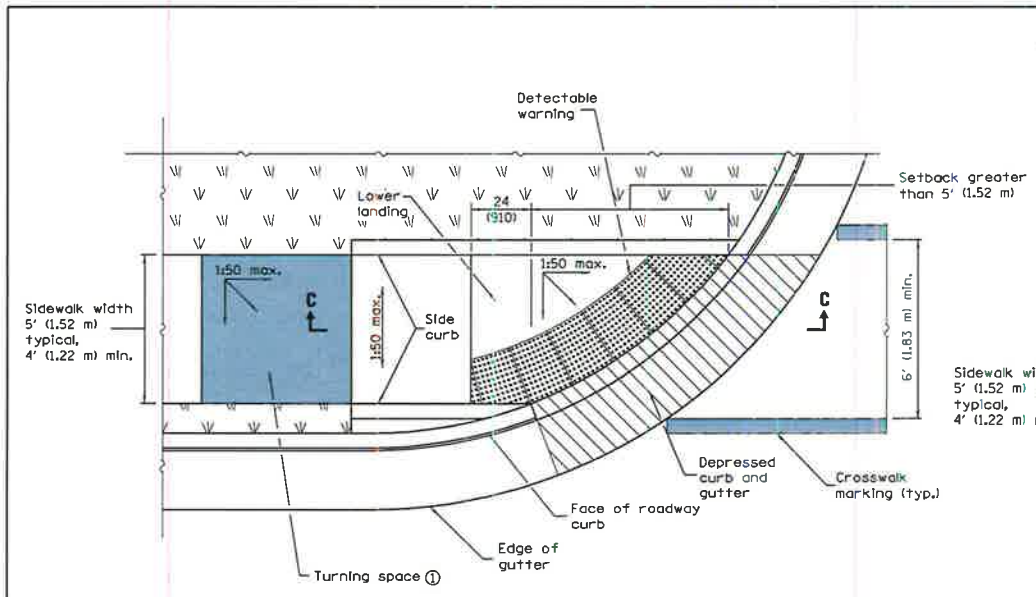 Detectable
warning
Setback greater
than 5' (1.52 m)
Lower
landing
24
(910)
1:50 max.
1:50 max.
C
C
Sidewalk width
5' (1.52 m)
typical,
4' (1.22 m) min.
1:50 max.
Side
curb
6' (1.83 m) min.
Sidewalk wi
5' (1.52 m)
typical,
4' (1.22 m) m
Depressed
curb and
gutter
Crosswalk
marking (typ.)
Face of roadway
curb
Edge of
gutter
Turning space ①